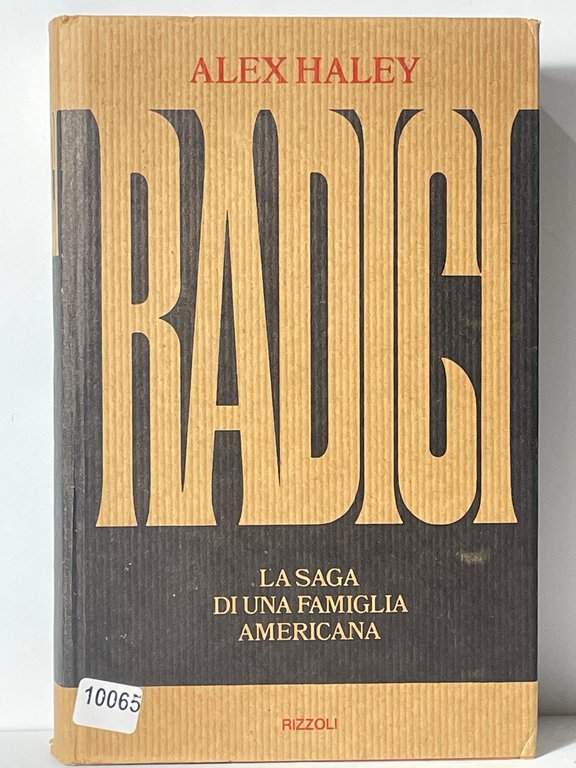 ALEX HALEY
RADICI
LA SAGA
DI UNA FAMIGLIA
AMERICANA
10065
RIZZOLI